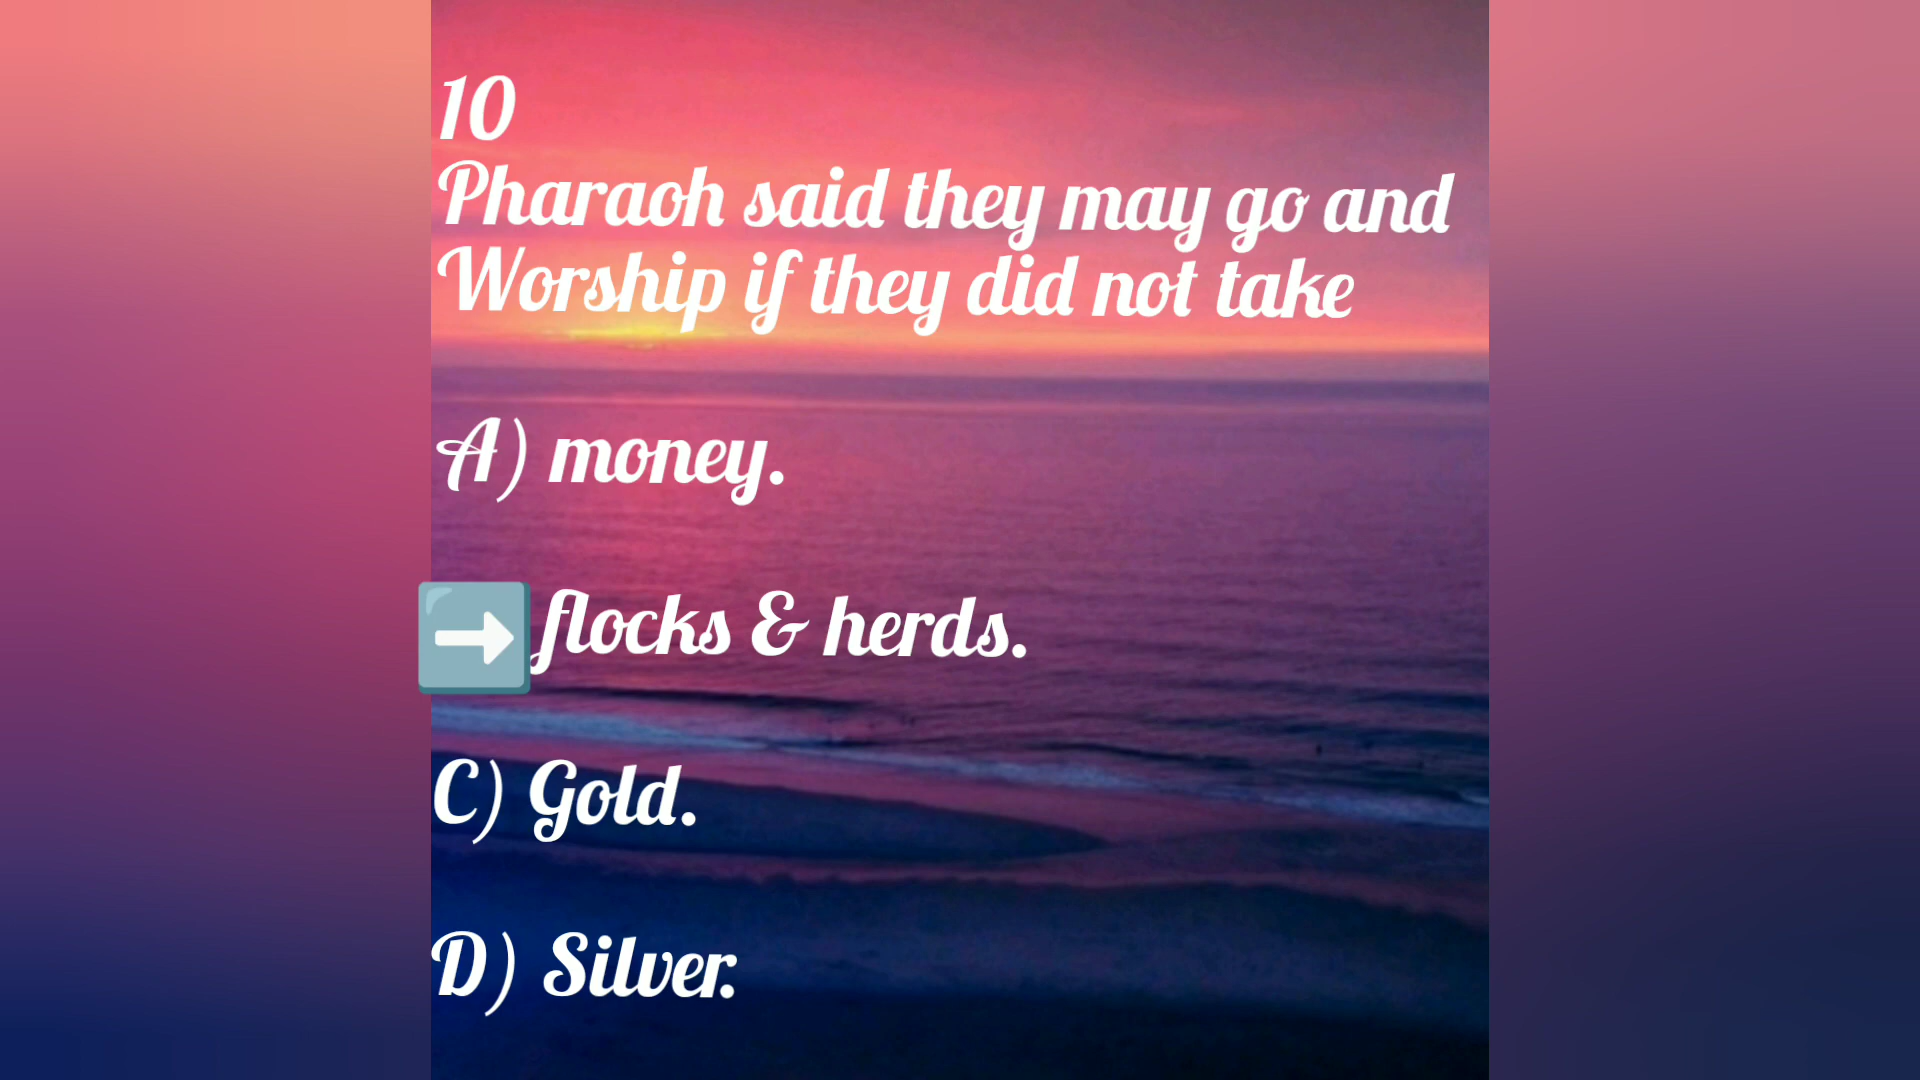 10
Pharaoh said they may go and
Worship if they did not take
A) money.
➡️ flocks & herds.
C) Gold.
D) Silver.